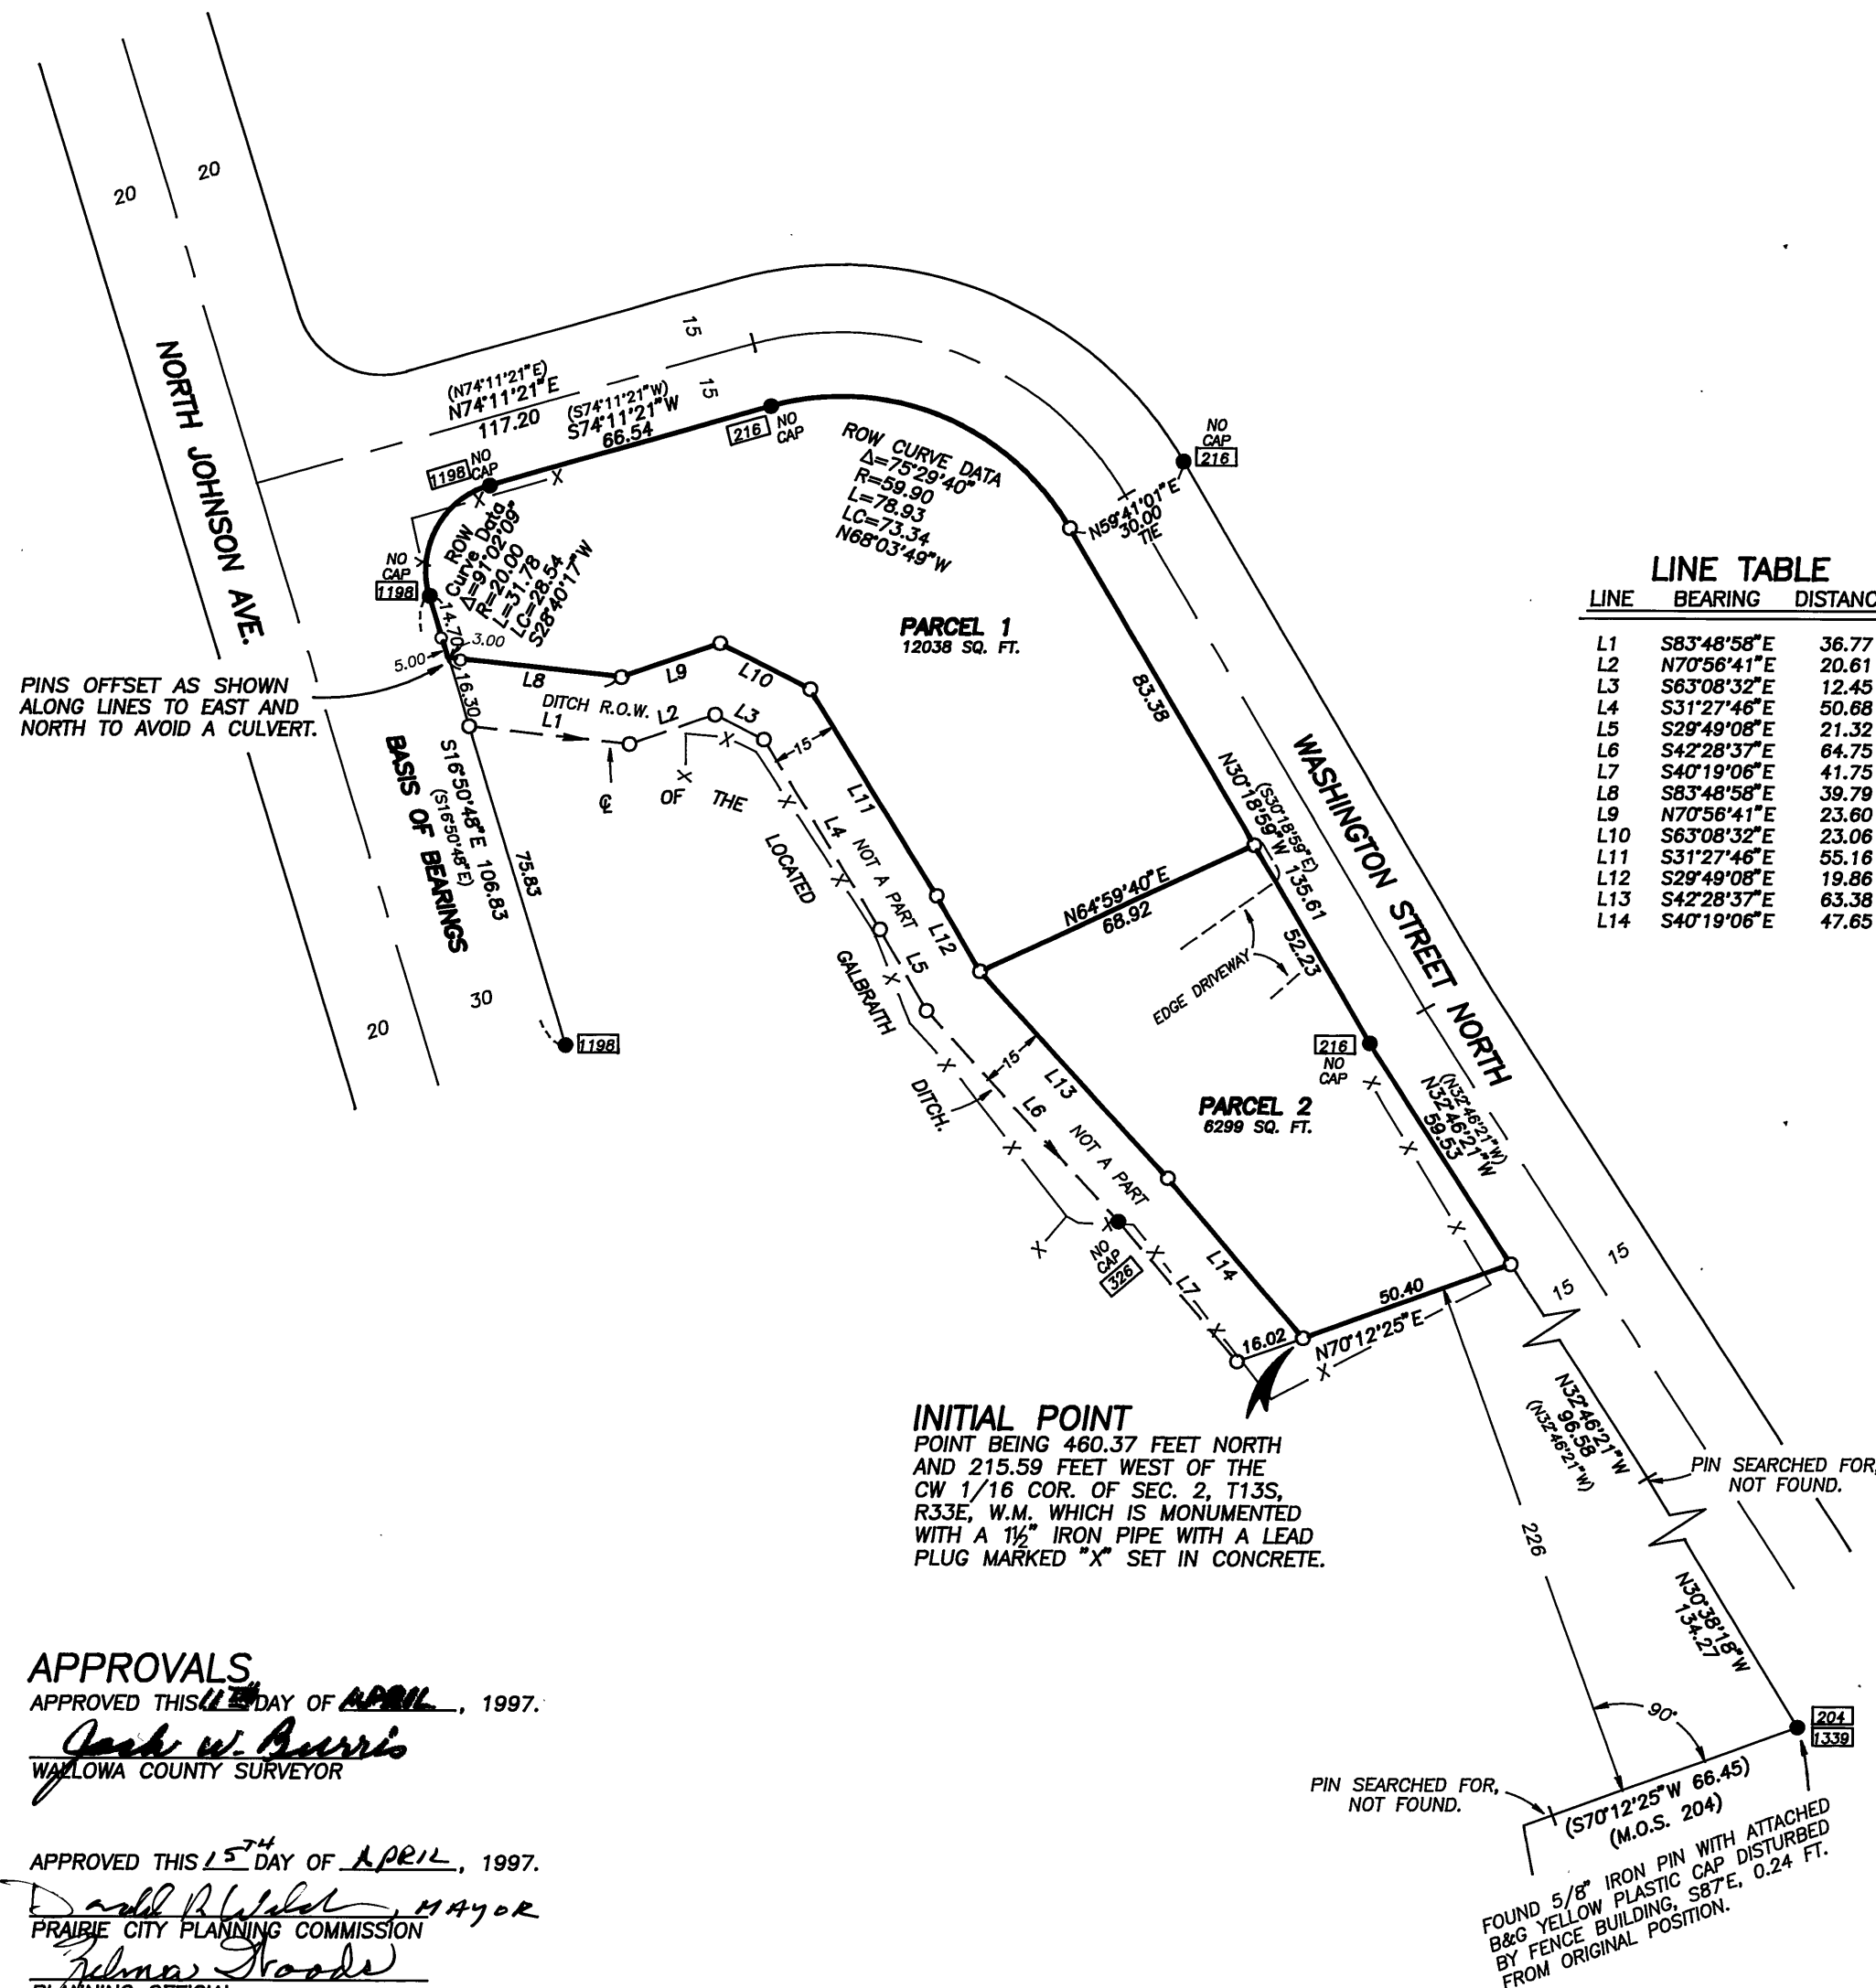 20
20
NORTH JOHNSON AVE.
(N74°11'21"E)
N74°11'21"E
117.20
(S74°11'21"W)
S74°11'21"W
66.54
15
15
216
NO
CAP
1198
NO
CAP
NO
CAP
1198
ROW
Curve Data
Δ=91°02'09"
R=20.00
L=31.78
LC=28.54
S28°40'17"W
ROW CURVE DATA
Δ=75°29'40"
R=59.90
L=78.93
LC=73.34
N68°03'49"W
NO
CAP
216
N59°41'01"E
30.00
TIE
PARCEL 1
12038 SQ. FT.
83.38
14.70
3.00
5.00
16.30
PINS OFFSET AS SHOWN
ALONG LINES TO EAST AND
NORTH TO AVOID A CULVERT.
L8
L9
L10
DITCH R.O.W.
L1
L2
L3
15
℄
OF THE
LOCATED
GALBRAITH
DITCH.
L4
NOT A PART
L11
L5
L12
BASIS OF BEARINGS
S16°50'48"E 106.83
(S16°50'48"E)
75.83
20
30
1198
N64°59'40"E
68.92
N30°18'59"W 135.61
(S30°18'59"E)
52.23
EDGE DRIVEWAY
WASHINGTON STREET NORTH
216
NO
CAP
15
L13
L6
NOT A PART
PARCEL 2
6299 SQ. FT.
(N32°46'21"W)
N32°46'21"W
59.53
NO
CAP
326
L7
L14
16.02
50.40
N70°12'25"E
15
15
LINE TABLE
LINE BEARING DISTANC
L1 S83°48'58"E 36.77
L2 N70°56'41"E 20.61
L3 S63°08'32"E 12.45
L4 S31°27'46"E 50.68
L5 S29°49'08"E 21.32
L6 S42°28'37"E 64.75
L7 S40°19'06"E 41.75
L8 S83°48'58"E 39.79
L9 N70°56'41"E 23.60
L10 S63°08'32"E 23.06
L11 S31°27'46"E 55.16
L12 S29°49'08"E 19.86
L13 S42°28'37"E 63.38
L14 S40°19'06"E 47.65
INITIAL POINT
POINT BEING 460.37 FEET NORTH
AND 215.59 FEET WEST OF THE
CW 1/16 COR. OF SEC. 2, T13S,
R33E, W.M. WHICH IS MONUMENTED
WITH A 1½" IRON PIPE WITH A LEAD
PLUG MARKED "X" SET IN CONCRETE.
N32°46'21"W
96.58
(N32°46'21"W)
PIN SEARCHED FOR,
NOT FOUND.
226
N30°38'18"W
134.27
90°
204
1339
PIN SEARCHED FOR,
NOT FOUND.
(S70°12'25"W 66.45)
(M.O.S. 204)
FOUND 5/8" IRON PIN WITH ATTACHED
B&G YELLOW PLASTIC CAP DISTURBED
BY FENCE BUILDING, S87°E, 0.24 FT.
FROM ORIGINAL POSITION.
APPROVALS
APPROVED THIS 11TH DAY OF APRIL, 1997.
Jack W. Burris
WALLOWA COUNTY SURVEYOR
APPROVED THIS 15TH DAY OF APRIL, 1997.
MAYOR
PRAIRIE CITY PLANNING COMMISSION
Zelma Woods
PLANNING OFFICIAL